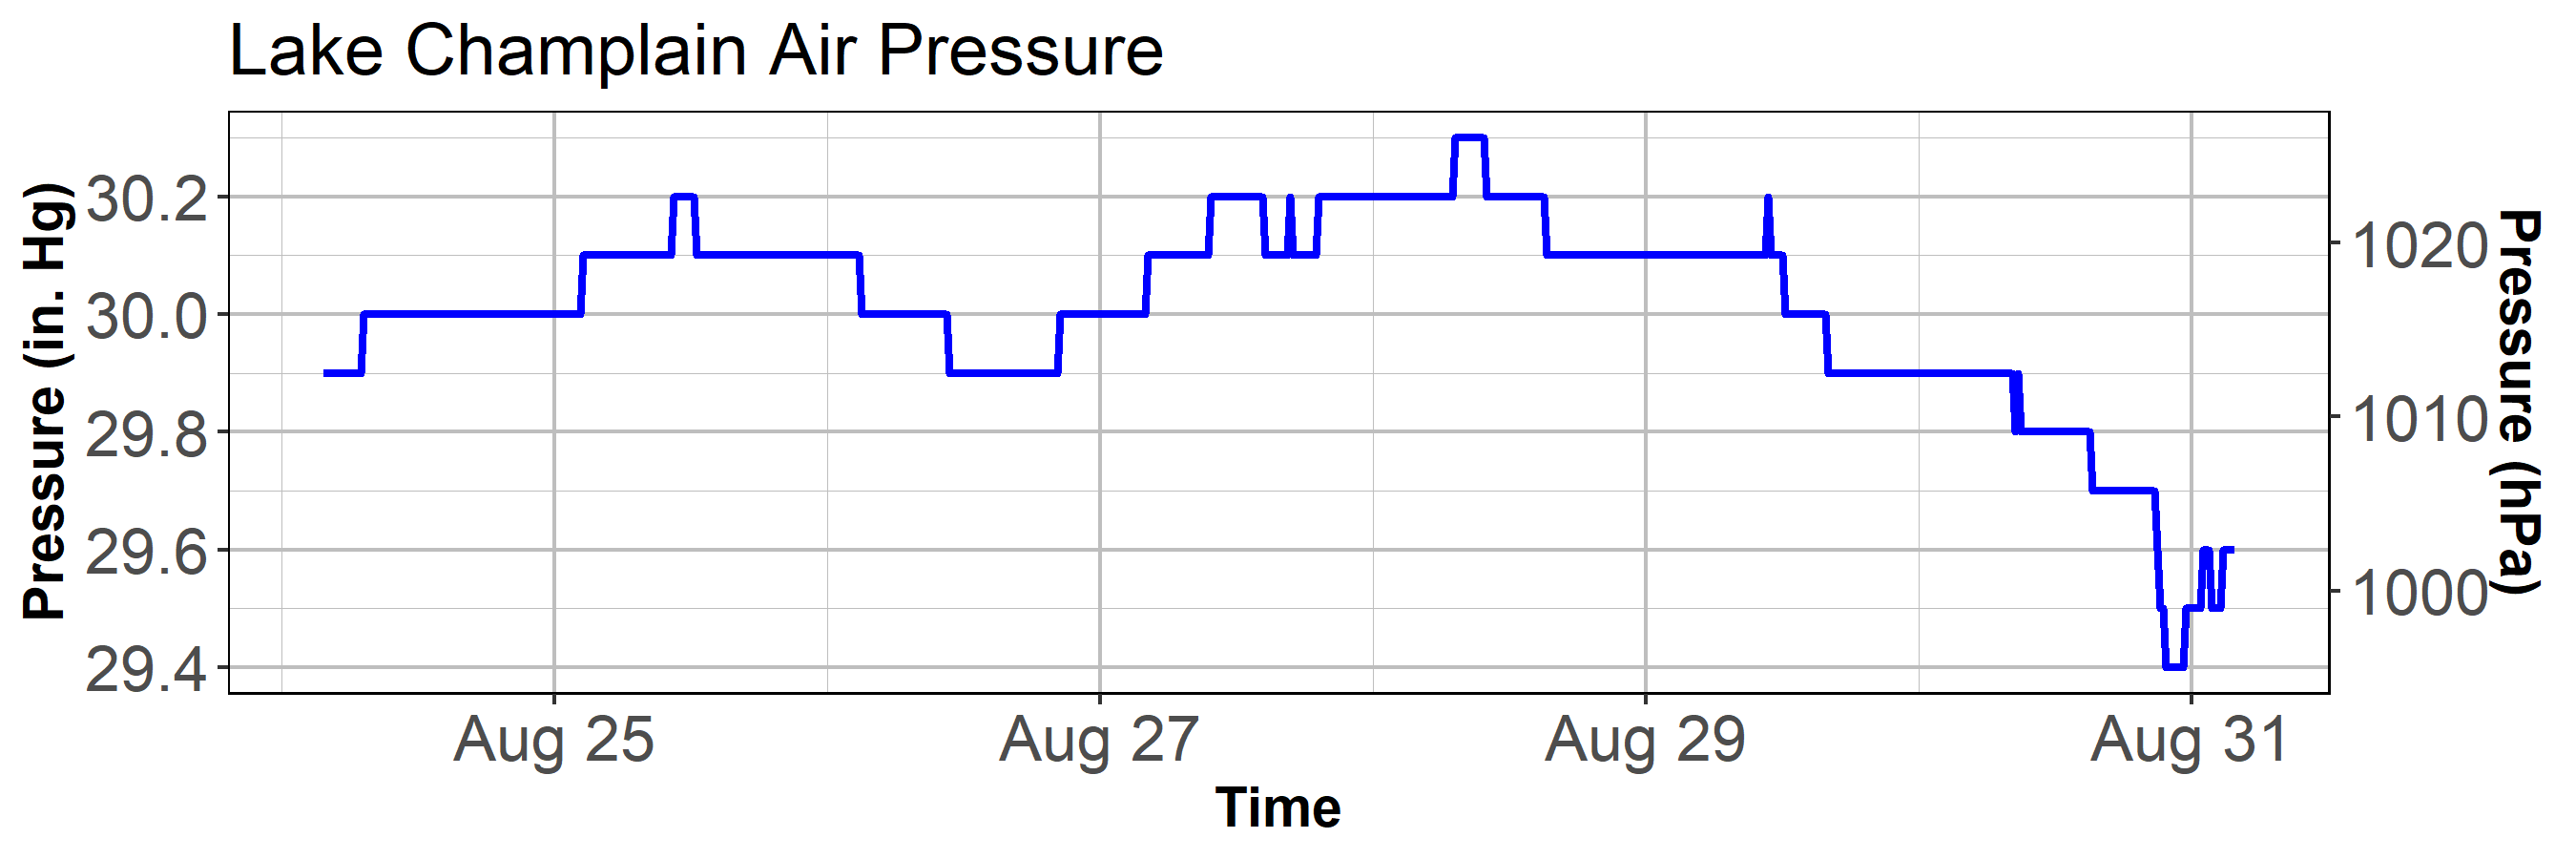 Lake Champlain Air Pressure
Pressure (in. Hg)
30.2
30.0
29.8
29.6
29.4
1020
1010
1000
Pressure (hPa)
Aug 25
Aug 27
Aug 29
Aug 31
Time